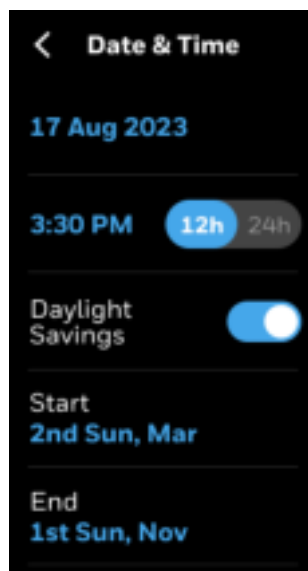 Date & Time
17 Aug 2023
3:30 PM 12h 24h
Daylight
Savings
Start
2nd Sun, Mar
End
1st Sun, Nov